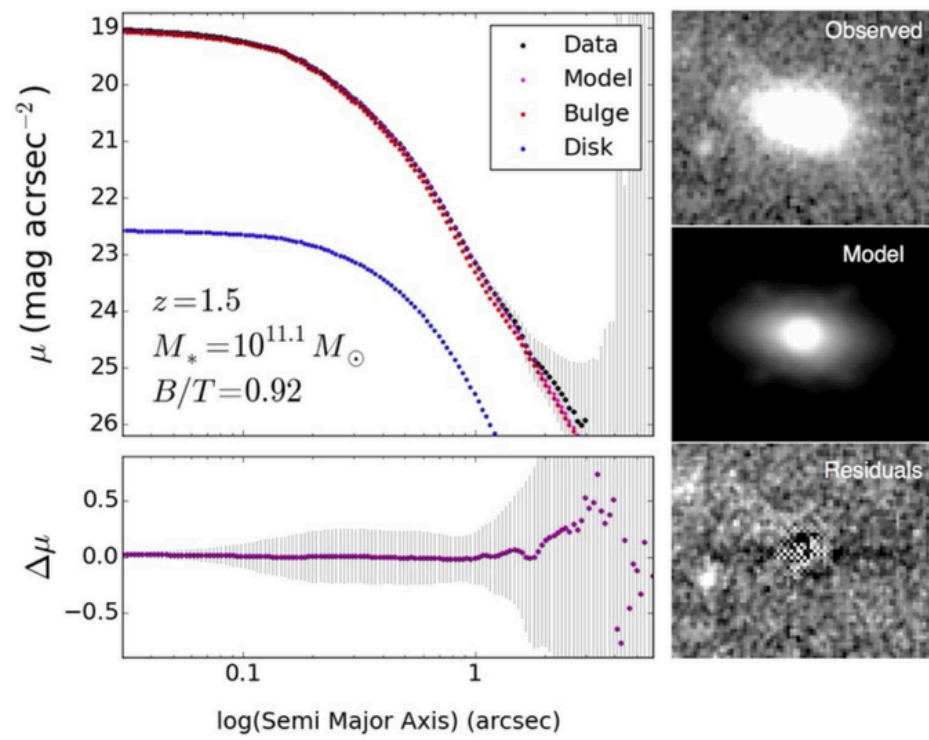 19
20
21
22
23
24
25
26
μ (mag acrsec⁻²)
Data
Model
Bulge
Disk
z=1.5
M_*=10^{11.1} M_⊙
B/T=0.92
Observed
Model
Residuals
0.5
0.0
−0.5
Δμ
0.1
1
log(Semi Major Axis) (arcsec)